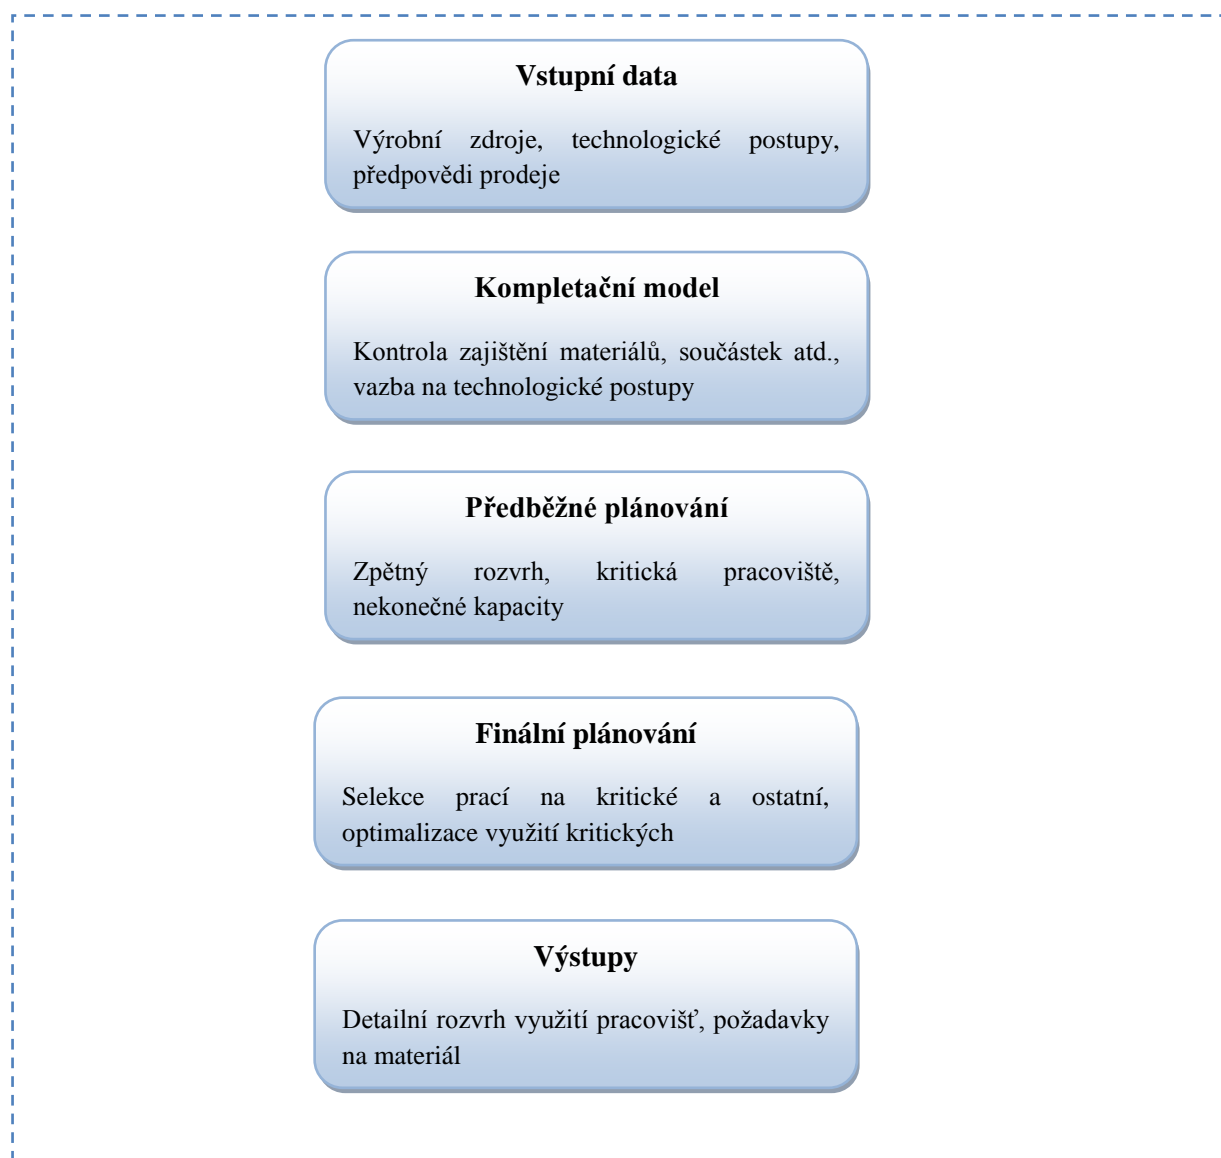 Vstupní data
Výrobní zdroje, technologické postupy,
předpovědi prodeje
Kompletační model
Kontrola zajištění materiálů, součástek atd.,
vazba na technologické postupy
Předběžné plánování
Zpětný rozvrh, kritická pracoviště,
nekonečné kapacity
Finální plánování
Selekce prací na kritické a ostatní,
optimalizace využití kritických
Výstupy
Detailní rozvrh využití pracovišť, požadavky
na materiál